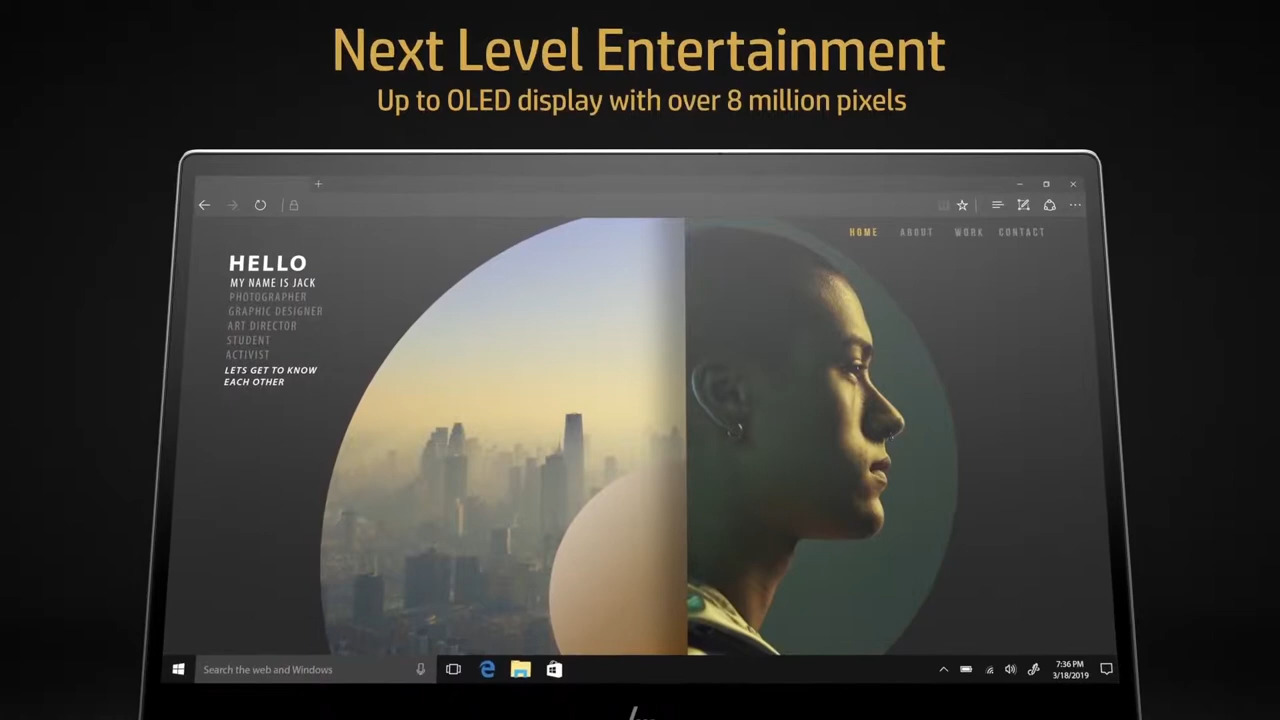 Next Level Entertainment
Up to OLED display with over 8 million pixels
HOME ABOUT WORK CONTACT
HELLO
MY NAME IS JACK
PHOTOGRAPHER
GRAPHIC DESIGNER
ART DIRECTOR
STUDENT
ACTIVIST
LETS GET TO KNOW
EACH OTHER
Search the web and Windows
7:36 PM
3/18/2019